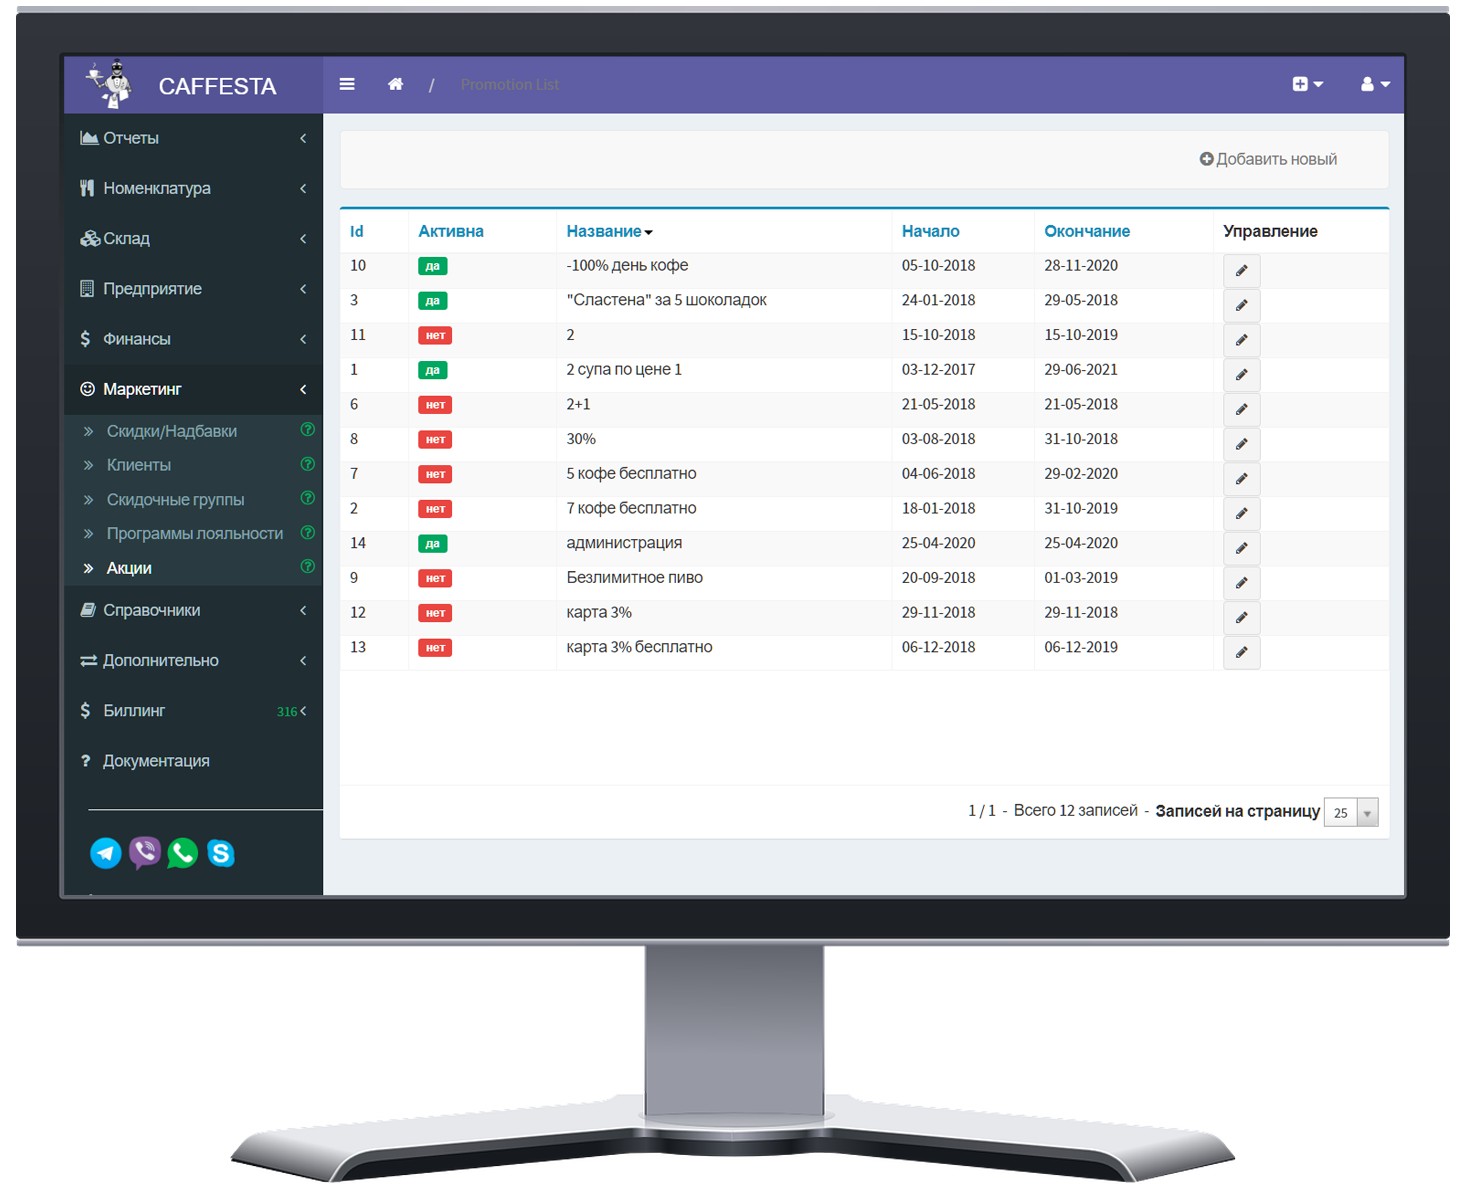 CAFFESTA
/ Promotion List
Отчеты
Номенклатура
Склад
Предприятие
$ Финансы
Маркетинг
» Скидки/Надбавки ?
» Клиенты ?
» Скидочные группы ?
» Программы лояльности ?
» Акции ?
Справочники
Дополнительно
$ Биллинг 316
? Документация
Добавить новый
Id Активна Название Начало Окончание Управление
10 да -100% день кофе 05-10-2018 28-11-2020
3 да "Сластена" за 5 шоколадок 24-01-2018 29-05-2018
11 нет 2 15-10-2018 15-10-2019
1 да 2 супа по цене 1 03-12-2017 29-06-2021
6 нет 2+1 21-05-2018 21-05-2018
8 нет 30% 03-08-2018 31-10-2018
7 нет 5 кофе бесплатно 04-06-2018 29-02-2020
2 нет 7 кофе бесплатно 18-01-2018 31-10-2019
14 да администрация 25-04-2020 25-04-2020
9 нет Безлимитное пиво 20-09-2018 01-03-2019
12 нет карта 3% 29-11-2018 29-11-2018
13 нет карта 3% бесплатно 06-12-2018 06-12-2019
1 / 1 - Всего 12 записей - Записей на страницу 25
S